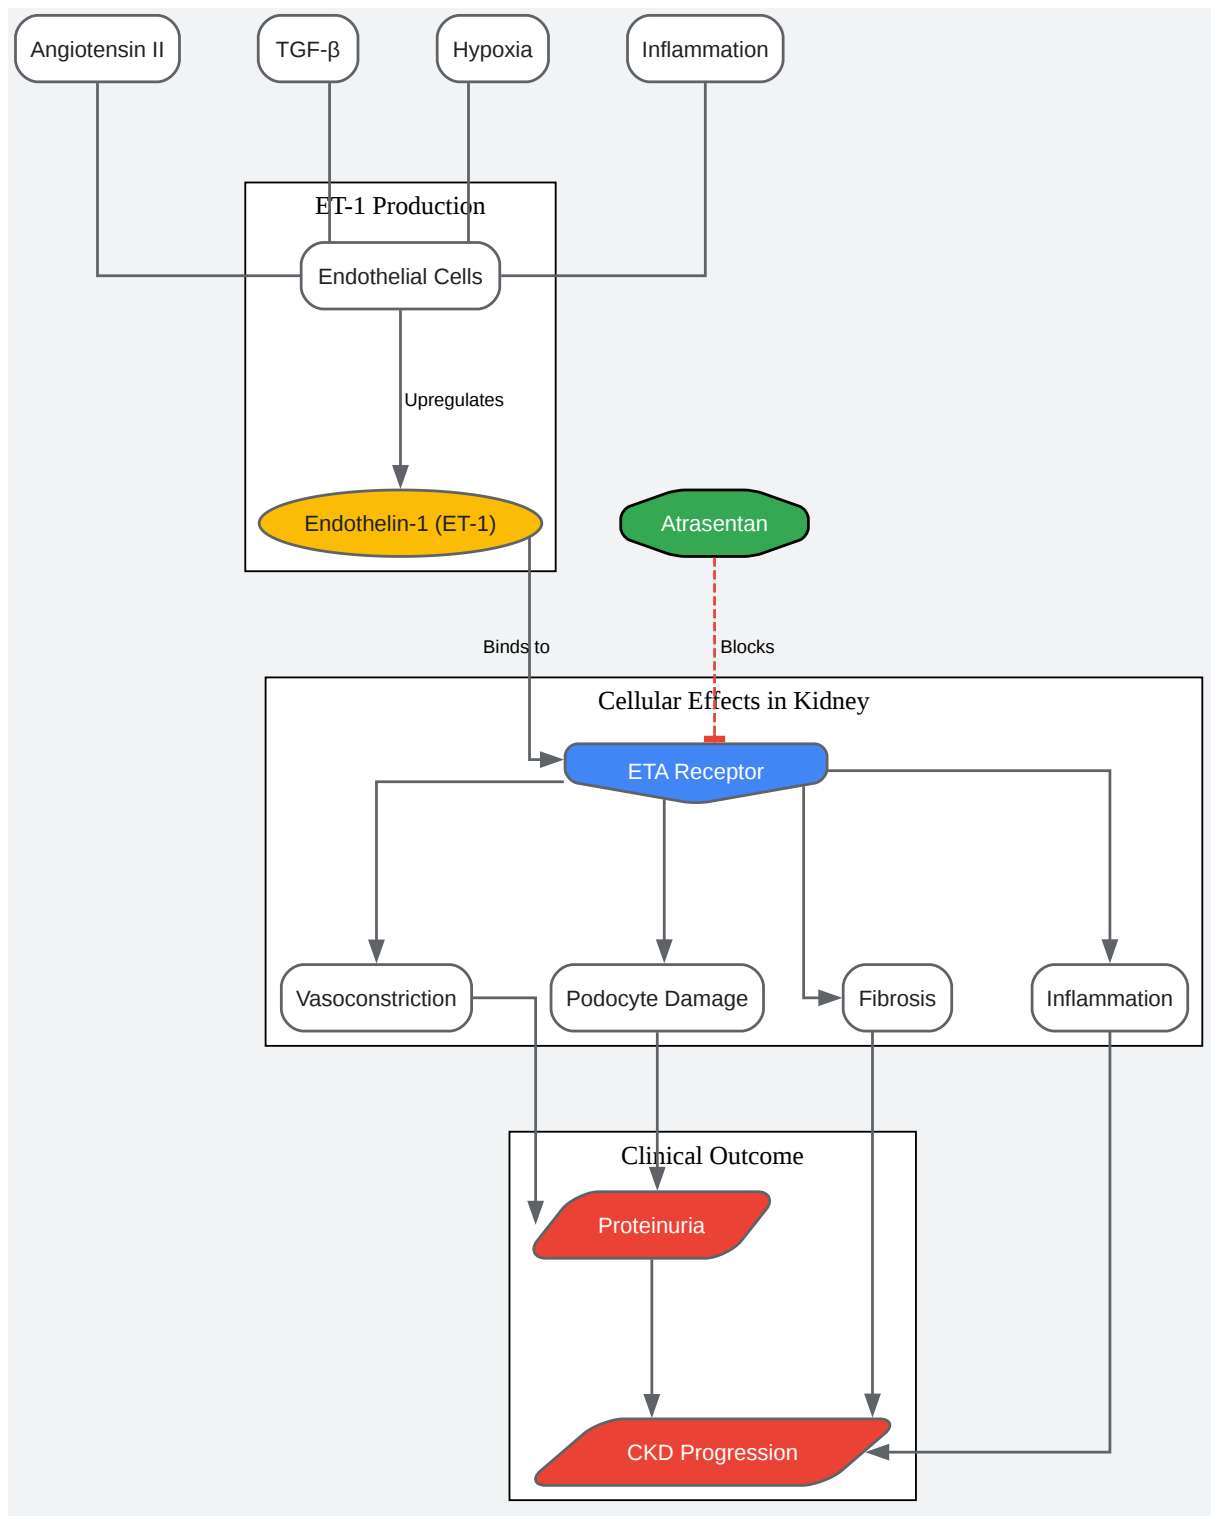 Angiotensin II
TGF-β
Hypoxia
Inflammation
ET-1 Production
Endothelial Cells
Upregulates
Endothelin-1 (ET-1)
Atrasentan
Binds to
Blocks
Cellular Effects in Kidney
ETA Receptor
Vasoconstriction
Podocyte Damage
Fibrosis
Inflammation
Clinical Outcome
Proteinuria
CKD Progression